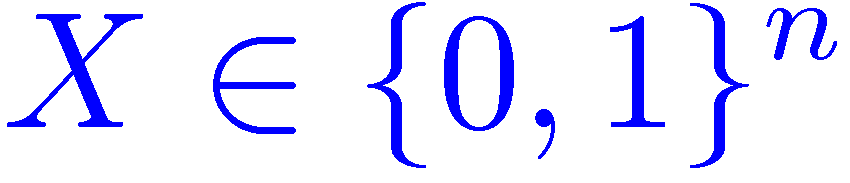 X ∈ {0, 1}ⁿ